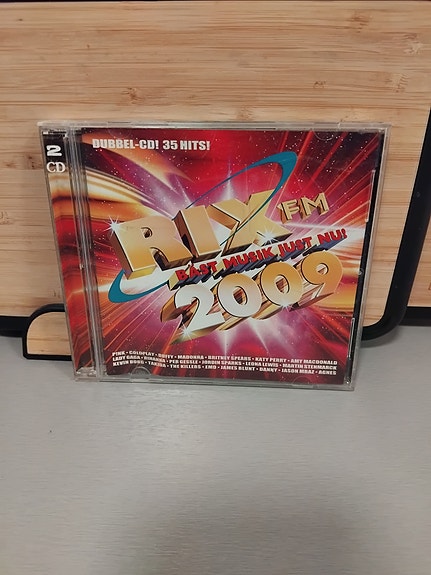 2
CD
DUBBEL-CD! 35 HITS!
RIX FM
BÄST MUSIK JUST NU!
2009
PINK • COLDPLAY • DUFFY • MADONNA • BRITNEY SPEARS • KATY PERRY • AMY MACDONALD
LADY GAGA • RIHANNA • PER GESSLE • JORDIN SPARKS • LEONA LEWIS • MARTIN STENMARCK
KEVIN BORG • TAKIDA • THE KILLERS • EMD • JAMES BLUNT • DANNY • JASON MRAZ • AGNES